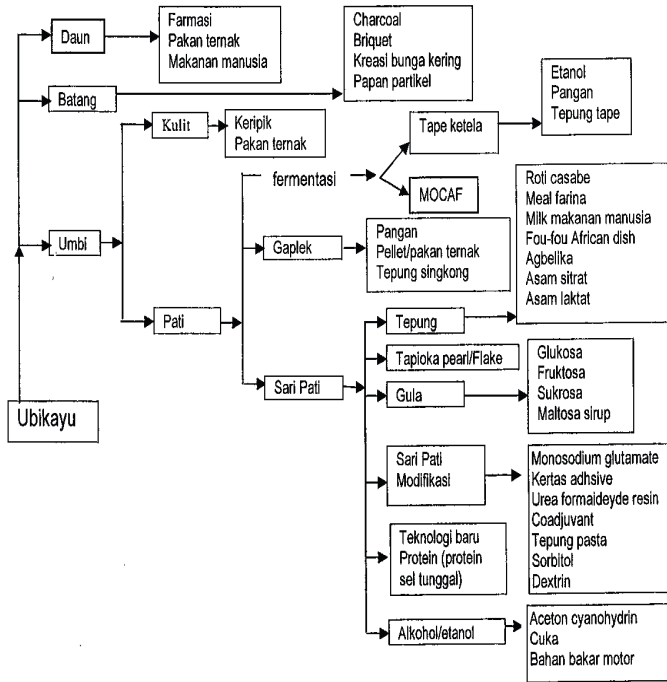 Daun
Farmasi
Pakan ternak
Makanan manusia
Charcoal
Briquet
Kreasi bunga kering
Papan partikel
Batang
Kulit
Keripik
Pakan ternak
Tape ketela
Etanol
Pangan
Tepung tape
fermentasi
MOCAF
Umbi
Gaplek
Pangan
Pellet/pakan ternak
Tepung singkong
Roti casabe
Meal farina
Milk makanan manusia
Fou-fou African dish
Agbelika
Asam sitrat
Asam laktat
Pati
Tepung
Tapioka pearl/Flake
Sari Pati
Gula
Glukosa
Fruktosa
Sukrosa
Maltosa sirup
Ubikayu
Sari Pati
Modifikasi
Monosodium glutamate
Kertas adhsive
Urea formaideyde resin
Coadjuvant
Tepung pasta
Sorbitol
Dextrin
Teknologi baru
Protein (protein
sel tunggal)
Alkohol/etanol
Aceton cyanohydrin
Cuka
Bahan bakar motor